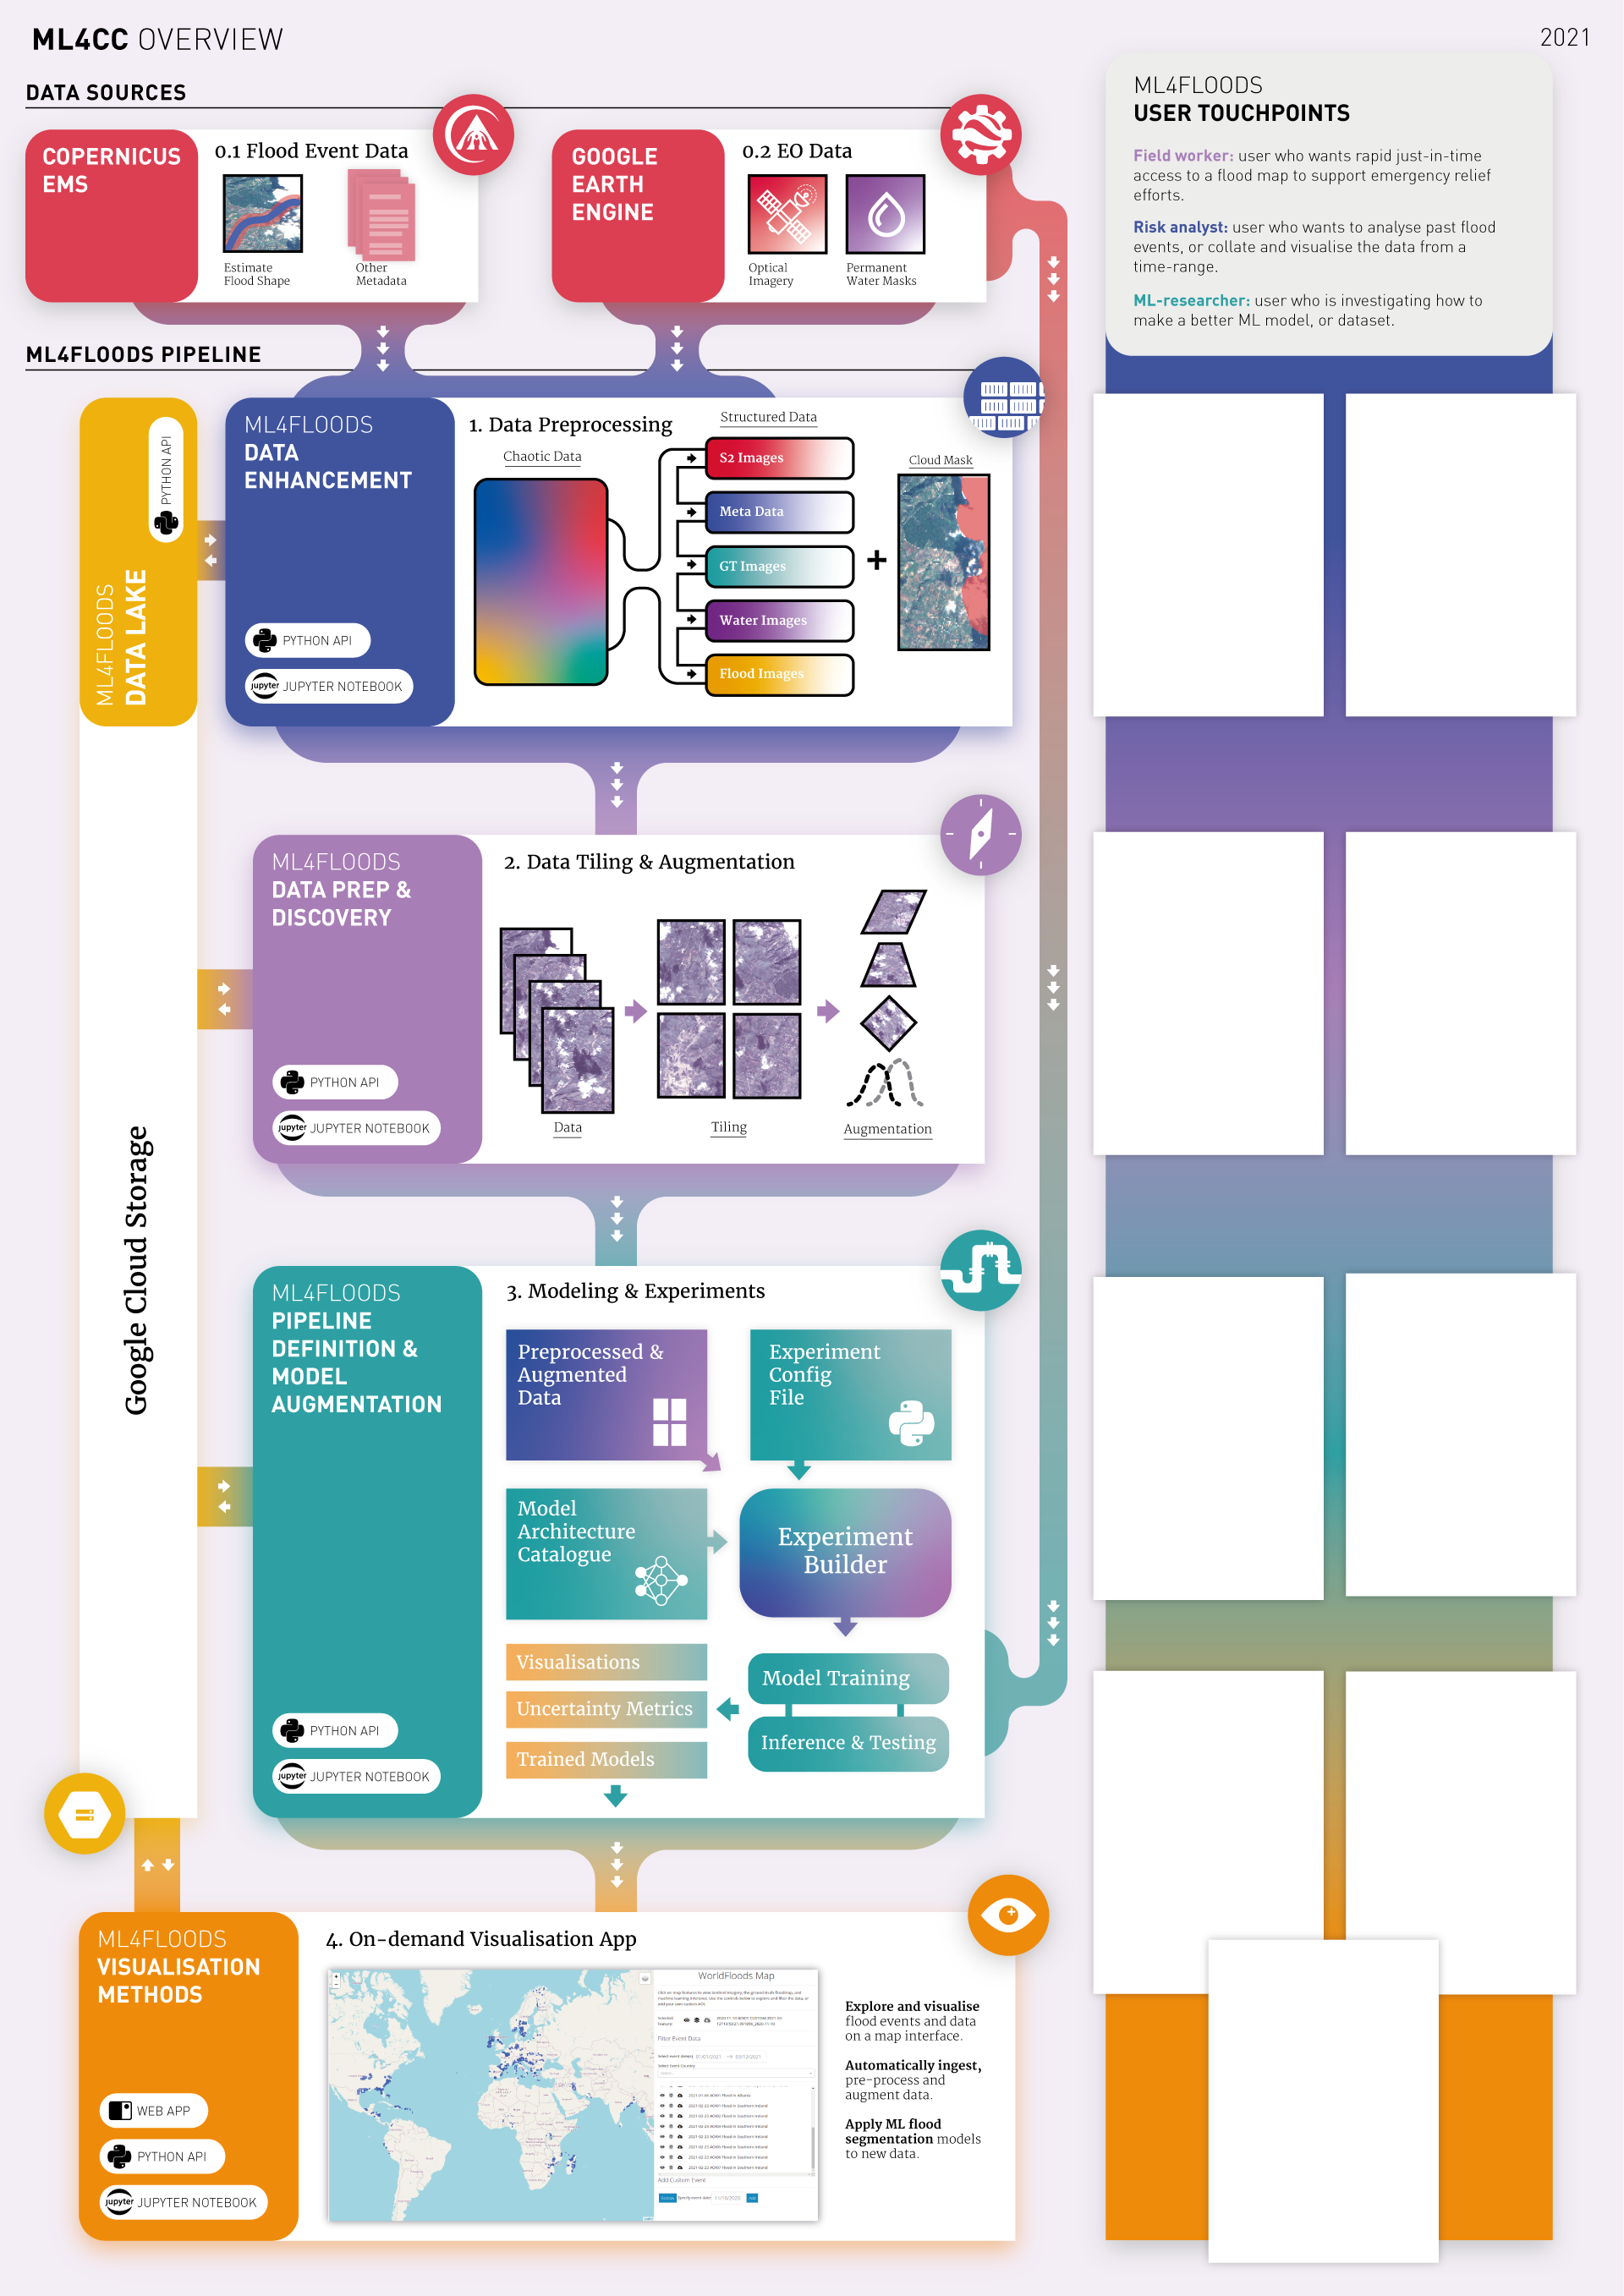 ML4CC OVERVIEW
2021
DATA SOURCES
COPERNICUS
EMS
0.1 Flood Event Data
Estimate
Flood Shape
Other
Metadata
GOOGLE
EARTH
ENGINE
0.2 EO Data
Optical
Imagery
Permanent
Water Masks
ML4FLOODS
USER TOUCHPOINTS
Field worker: user who wants rapid just-in-time
access to a flood map to support emergency relief
efforts.
Risk analyst: user who wants to analyse past flood
events, or collate and visualise the data from a
time-range.
ML-researcher: user who is investigating how to
make a better ML model, or dataset.
ML4FLOODS PIPELINE
ML4FLOODS
DATA LAKE
PYTHON API
Google Cloud Storage
ML4FLOODS
DATA
ENHANCEMENT
PYTHON API
jupyter JUPYTER NOTEBOOK
1. Data Preprocessing
Chaotic Data
Structured Data
S2 Images
Meta Data
GT Images
Water Images
Flood Images
+
Cloud Mask
ML4FLOODS
DATA PREP &
DISCOVERY
PYTHON API
jupyter JUPYTER NOTEBOOK
2. Data Tiling & Augmentation
Data
Tiling
Augmentation
ML4FLOODS
PIPELINE
DEFINITION &
MODEL
AUGMENTATION
PYTHON API
jupyter JUPYTER NOTEBOOK
3. Modeling & Experiments
Preprocessed &
Augmented
Data
Experiment
Config
File
Model
Architecture
Catalogue
Experiment
Builder
Visualisations
Uncertainty Metrics
Trained Models
Model Training
Inference & Testing
ML4FLOODS
VISUALISATION
METHODS
WEB APP
PYTHON API
jupyter JUPYTER NOTEBOOK
4. On-demand Visualisation App
WorldFloods Map
Filter Event Data
Add Custom Event
Explore and visualise
flood events and data
on a map interface.
Automatically ingest,
pre-process and
augment data.
Apply ML flood
segmentation models
to new data.